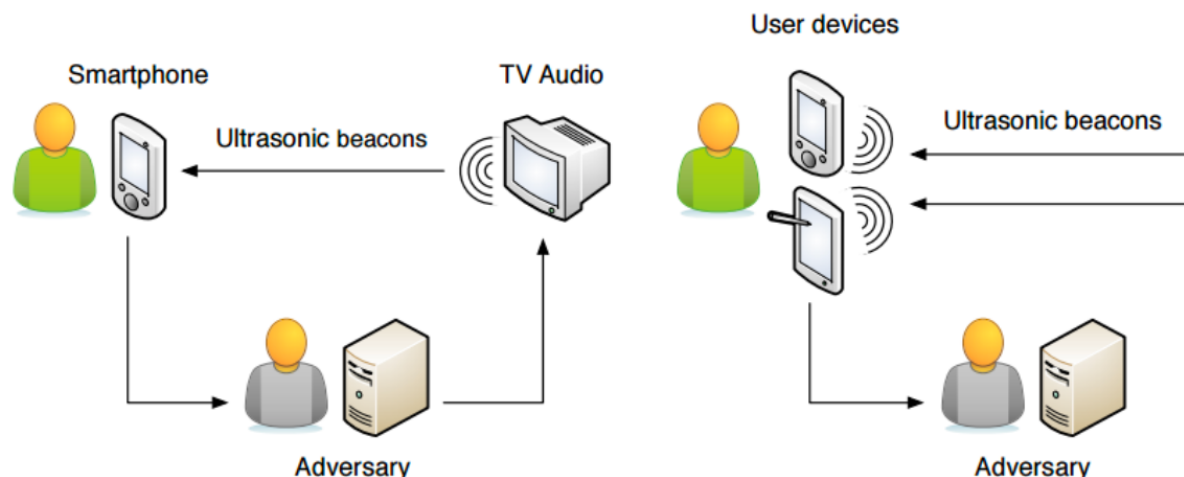 User devices
Smartphone
TV Audio
Ultrasonic beacons
Ultrasonic beacons
Adversary
Adversary